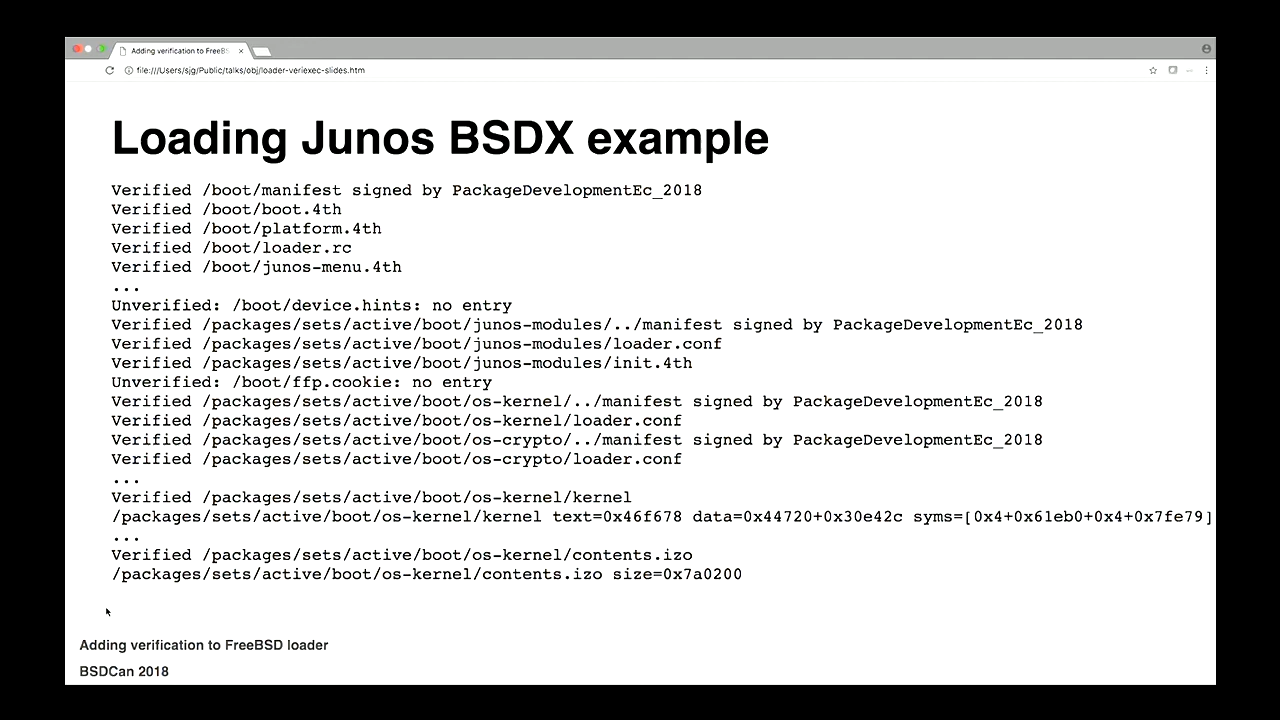 Adding verification to FreeBS
file:///Users/sjg/Public/talks/obj/loader-veriexec-slides.htm
Loading Junos BSDX example
Verified /boot/manifest signed by PackageDevelopmentEc_2018
Verified /boot/boot.4th
Verified /boot/platform.4th
Verified /boot/loader.rc
Verified /boot/junos-menu.4th
...
Unverified: /boot/device.hints: no entry
Verified /packages/sets/active/boot/junos-modules/../manifest signed by PackageDevelopmentEc_2018
Verified /packages/sets/active/boot/junos-modules/loader.conf
Verified /packages/sets/active/boot/junos-modules/init.4th
Unverified: /boot/ffp.cookie: no entry
Verified /packages/sets/active/boot/os-kernel/../manifest signed by PackageDevelopmentEc_2018
Verified /packages/sets/active/boot/os-kernel/loader.conf
Verified /packages/sets/active/boot/os-crypto/../manifest signed by PackageDevelopmentEc_2018
Verified /packages/sets/active/boot/os-crypto/loader.conf
...
Verified /packages/sets/active/boot/os-kernel/kernel
/packages/sets/active/boot/os-kernel/kernel text=0x46f678 data=0x44720+0x30e42c syms=[0x4+0x61eb0+0x4+0x7fe79]
...
Verified /packages/sets/active/boot/os-kernel/contents.izo
/packages/sets/active/boot/os-kernel/contents.izo size=0x7a0200
Adding verification to FreeBSD loader
BSDCan 2018